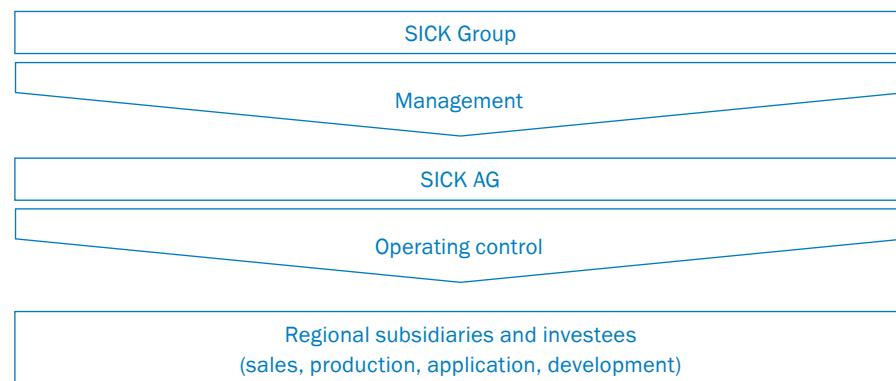 SICK Group
Management
SICK AG
Operating control
Regional subsidiaries and investees
(sales, production, application, development)